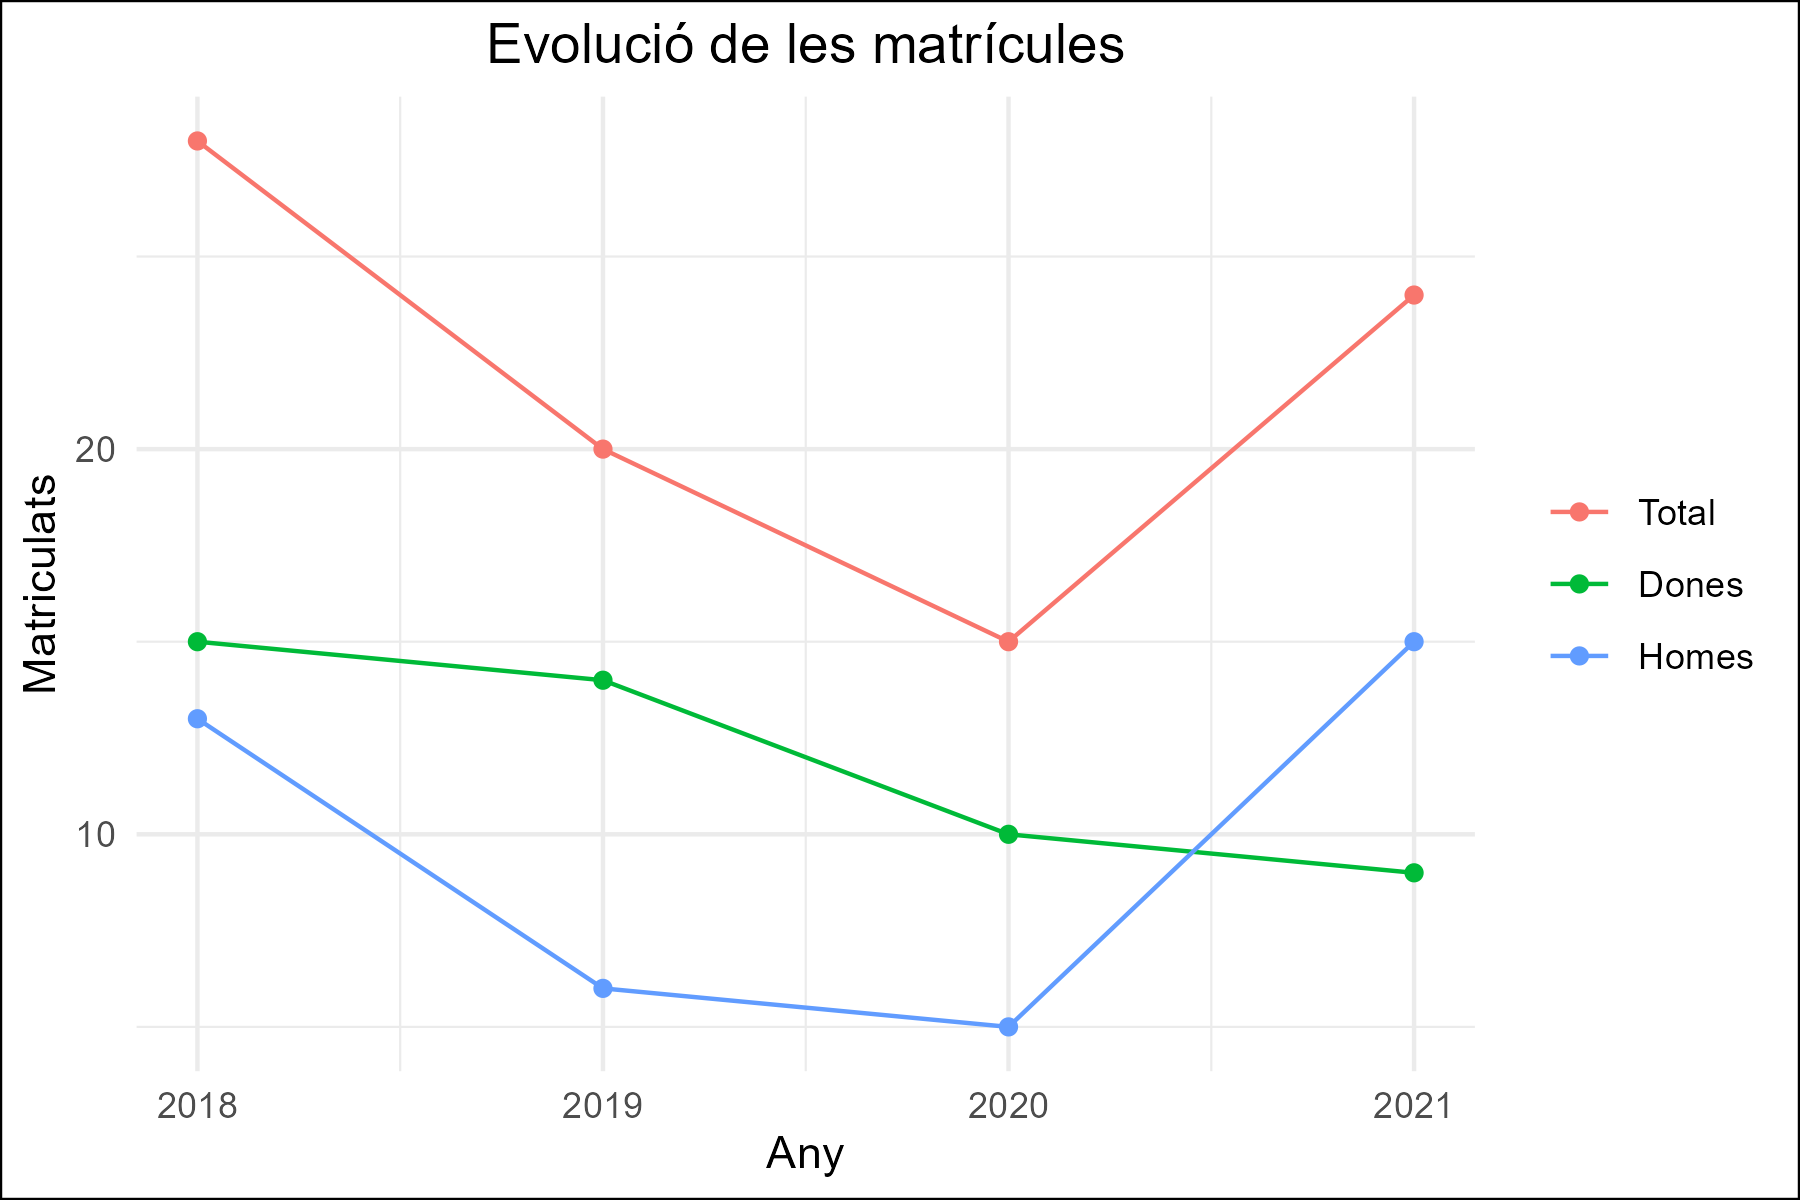 Evolució de les matrícules
Matriculats
20
10
2018
2019
2020
2021
Any
Total
Dones
Homes